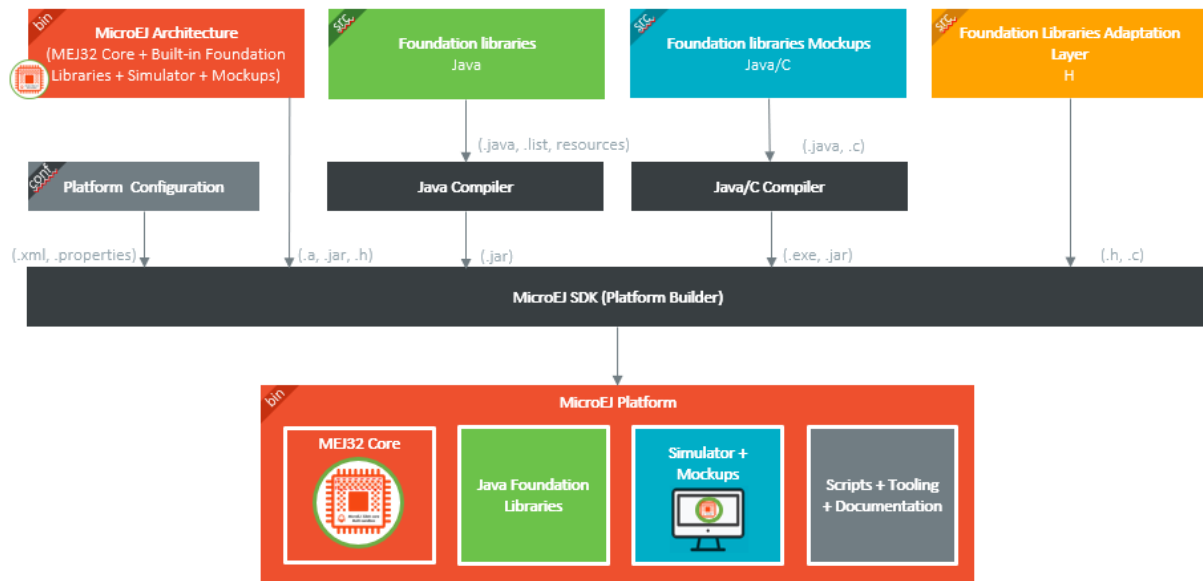 bin
MicroEJ Architecture
(MEJ32 Core + Built-in Foundation
Libraries + Simulator + Mockups)
src
Foundation libraries
Java
src
Foundation libraries Mockups
Java/C
src
Foundation Libraries Adaptation
Layer
H
(.java, .list, resources)
(.java, .c)
conf
Platform Configuration
Java Compiler
Java/C Compiler
(.xml, .properties)
(.a, .jar, .h)
(.jar)
(.exe, .jar)
(.h, .c)
MicroEJ SDK (Platform Builder)
bin
MicroEJ Platform
MEJ32 Core
Java Foundation
Libraries
Simulator +
Mockups
Scripts + Tooling
+ Documentation